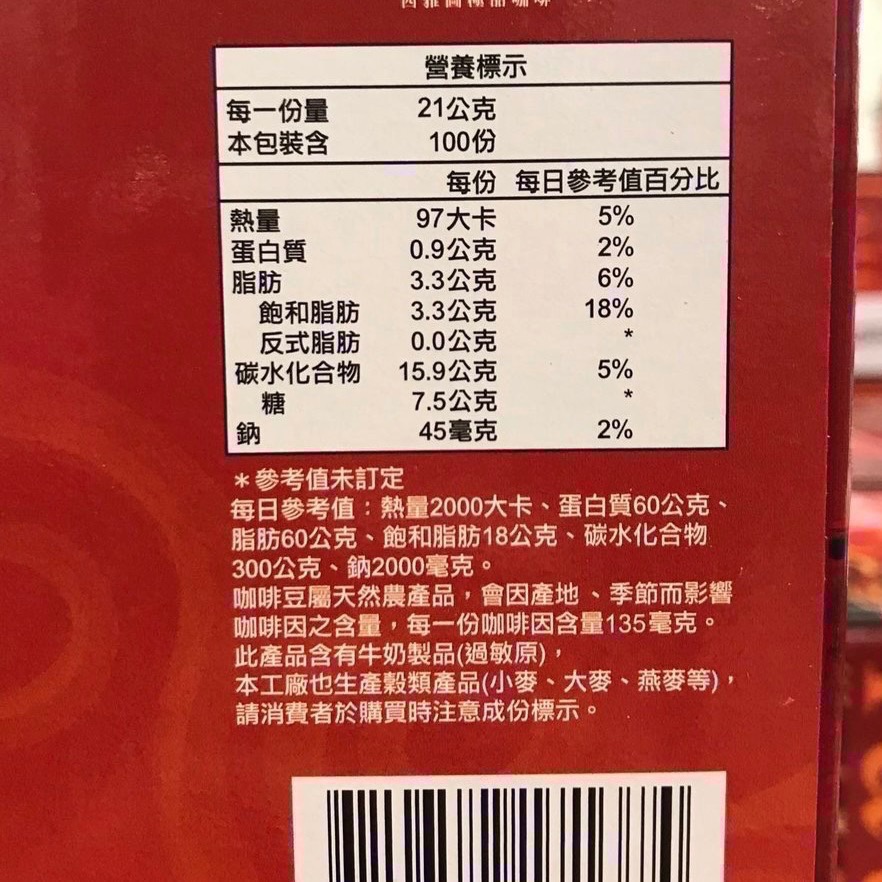 營養標示
每一份量 21公克
本包裝含 100份
每份 每日參考值百分比
熱量 97大卡 5%
蛋白質 0.9公克 2%
脂肪 3.3公克 6%
飽和脂肪 3.3公克 18%
反式脂肪 0.0公克 *
碳水化合物 15.9公克 5%
糖 7.5公克 *
鈉 45毫克 2%
*參考值未訂定
每日參考值：熱量2000大卡、蛋白質60公克、
脂肪60公克、飽和脂肪18公克、碳水化合物
300公克、鈉2000毫克。
咖啡豆屬天然農產品，會因產地、季節而影響
咖啡因之含量，每一份咖啡因含量135毫克。
此產品含有牛奶製品(過敏原)，
本工廠也生產穀類產品(小麥、大麥、燕麥等)，
請消費者於購買時注意成份標示。